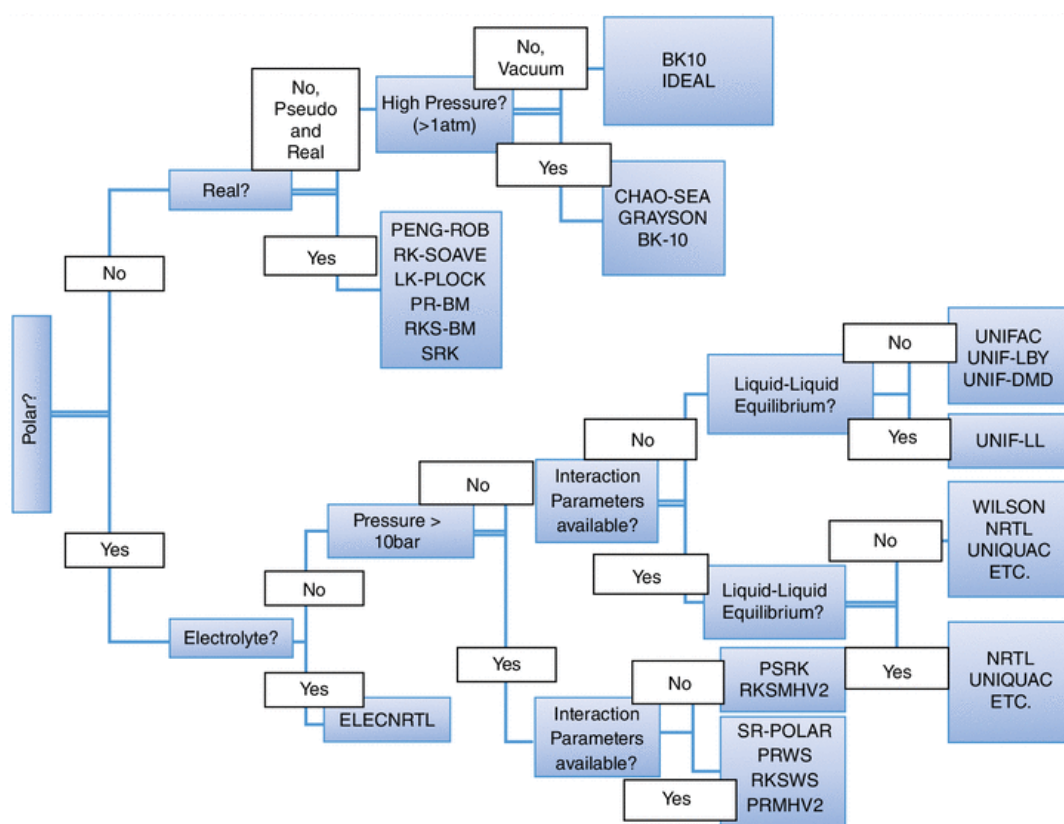 No,
Vacuum
BK10
IDEAL
No,
Pseudo
and
Real
High Pressure?
(>1atm)
Yes
CHAO-SEA
GRAYSON
BK-10
Real?
PENG-ROB
RK-SOAVE
LK-PLOCK
PR-BM
RKS-BM
SRK
Yes
No
Polar?
No
UNIFAC
UNIF-LBY
UNIF-DMD
Liquid-Liquid
Equilibrium?
Yes
UNIF-LL
No
Interaction
Parameters
available?
No
Pressure >
10bar
WILSON
NRTL
UNIQUAC
ETC.
No
Yes
Liquid-Liquid
Equilibrium?
Yes
No
Electrolyte?
Yes
ELECNRTL
Yes
No
PSRK
RKSMHV2
Yes
NRTL
UNIQUAC
ETC.
Interaction
Parameters
available?
SR-POLAR
PRWS
RKSWS
PRMHV2
Yes